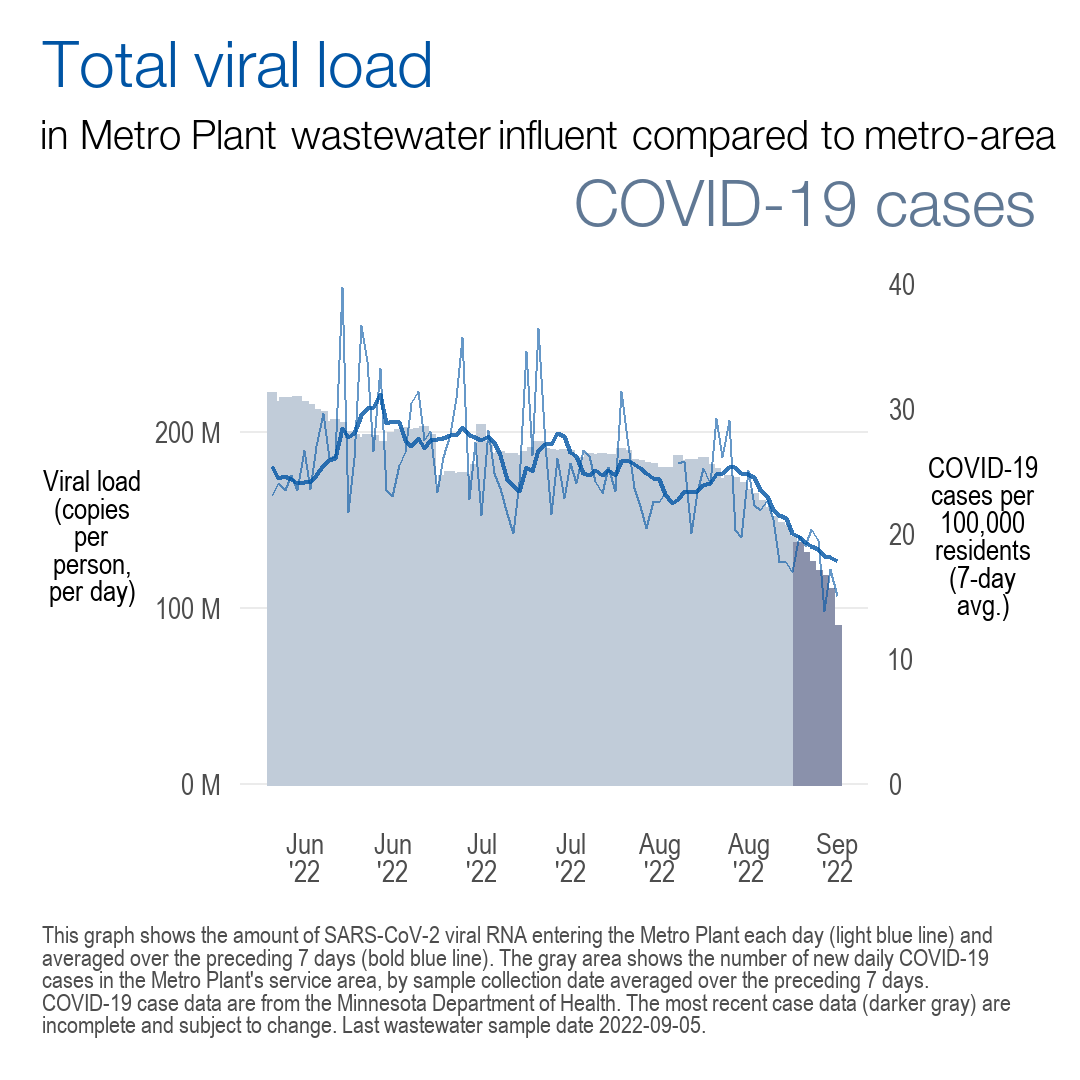 Total viral load
in Metro Plant wastewater influent compared to metro-area
COVID-19 cases
40
30
200 M
Viral load
(copies
per
person,
per day)
COVID-19
cases per
100,000
residents
(7-day
avg.)
20
100 M
10
0 M
0
Jun
'22
Jun
'22
Jul
'22
Jul
'22
Aug
'22
Aug
'22
Sep
'22
This graph shows the amount of SARS-CoV-2 viral RNA entering the Metro Plant each day (light blue line) and
averaged over the preceding 7 days (bold blue line). The gray area shows the number of new daily COVID-19
cases in the Metro Plant's service area, by sample collection date averaged over the preceding 7 days.
COVID-19 case data are from the Minnesota Department of Health. The most recent case data (darker gray) are
incomplete and subject to change. Last wastewater sample date 2022-09-05.